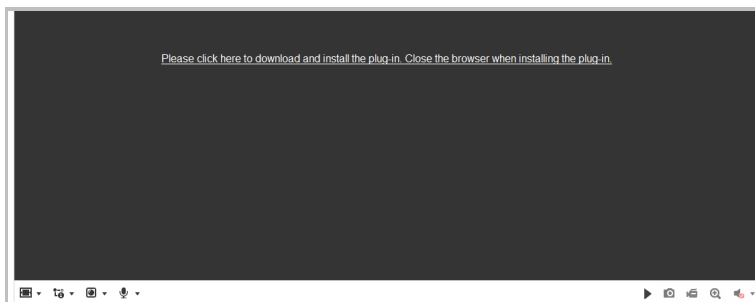 Please click here to download and install the plug-in. Close the browser when installing the plug-in.